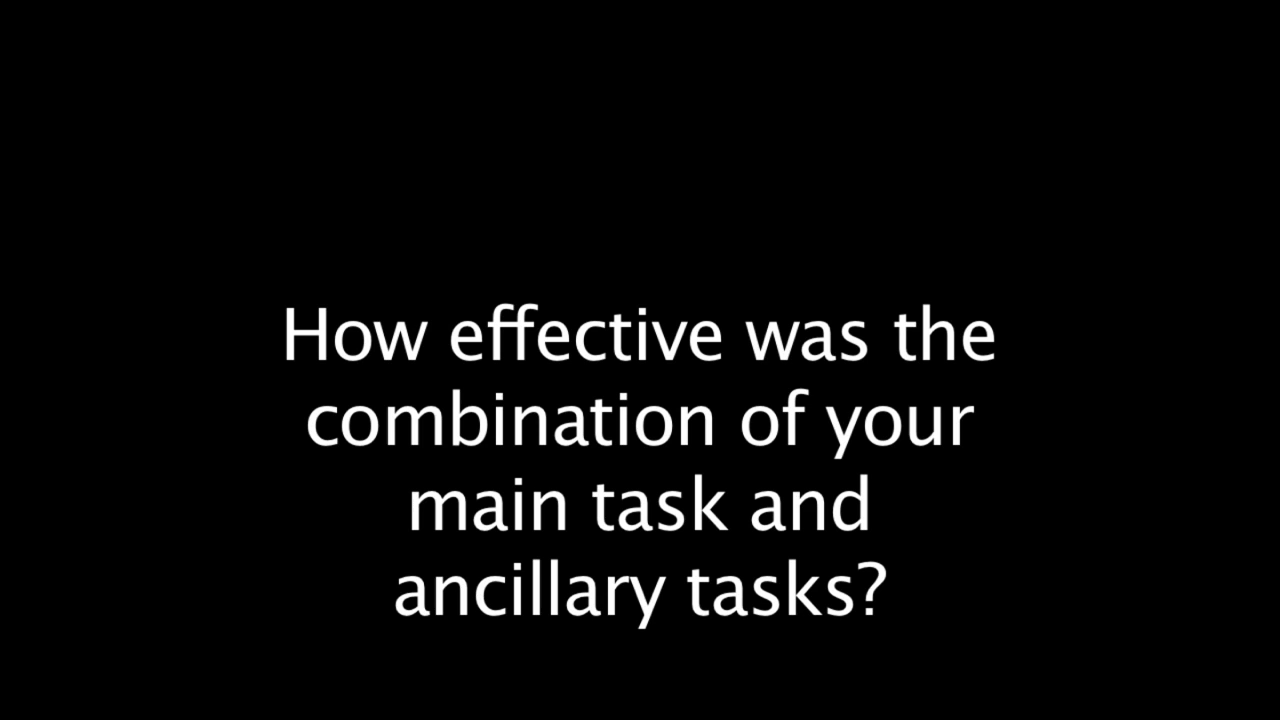 How effective was the
combination of your
main task and
ancillary tasks?